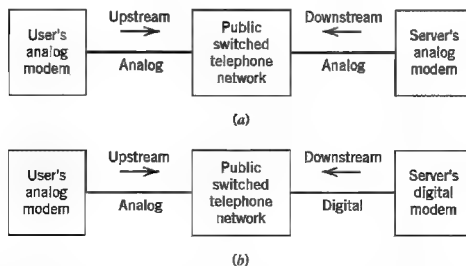 Upstream
Downstream
User's
analog
modem
Public
switched
telephone
network
Server's
analog
modem
Analog
Analog
(a)
Upstream
Downstream
User's
analog
modem
Public
switched
telephone
network
Server's
digital
modem
Analog
Digital
(b)